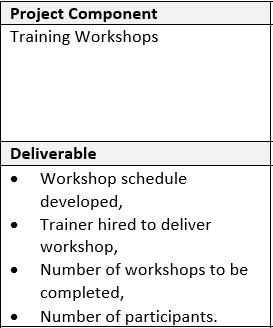 Project Component
Training Workshops
Deliverable
• Workshop schedule
developed,
• Trainer hired to deliver
workshop,
• Number of workshops to be
completed,
• Number of participants.